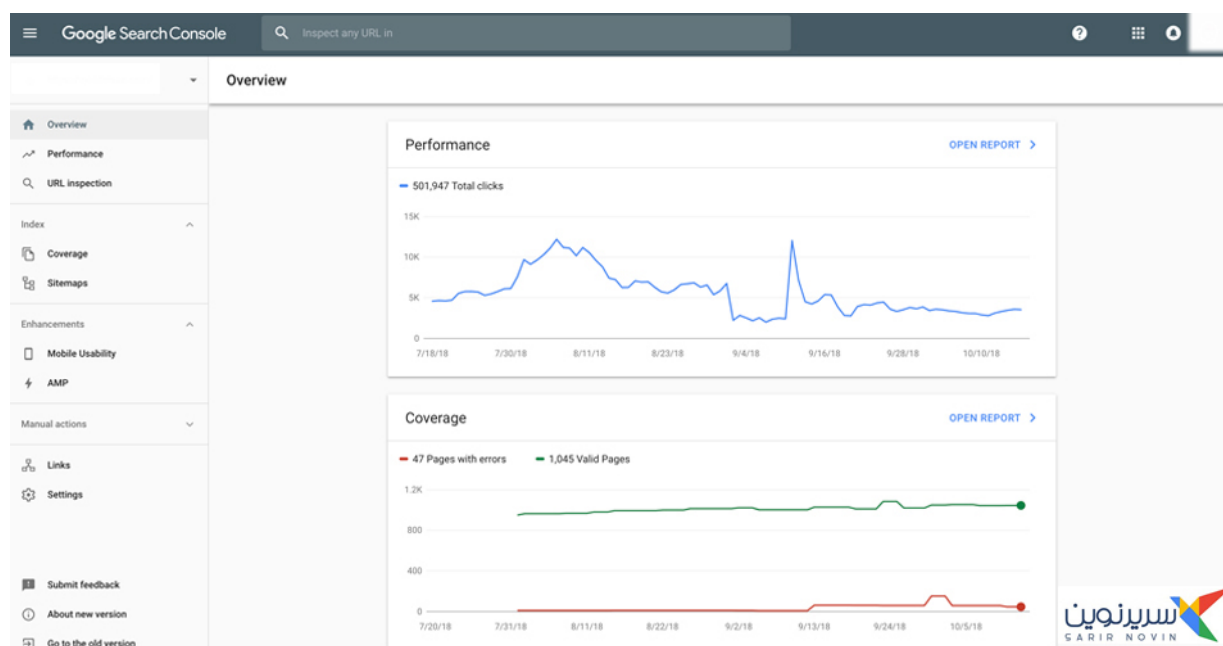 Google Search Console
Inspect any URL in
Overview
Overview
Performance
URL inspection
Index
Coverage
Sitemaps
Enhancements
Mobile Usability
AMP
Manual actions
Links
Settings
Submit feedback
About new version
Go to the old version
Performance
OPEN REPORT
501,947 Total clicks
15K
10K
5K
0
7/18/18 7/30/18 8/11/18 8/23/18 9/4/18 9/16/18 9/28/18 10/10/18
Coverage
OPEN REPORT
47 Pages with errors 1,045 Valid Pages
1.2K
800
400
0
7/20/18 7/31/18 8/11/18 8/22/18 9/2/18 9/13/18 9/24/18 10/5/18
سریرنوین
SARIR NOVIN